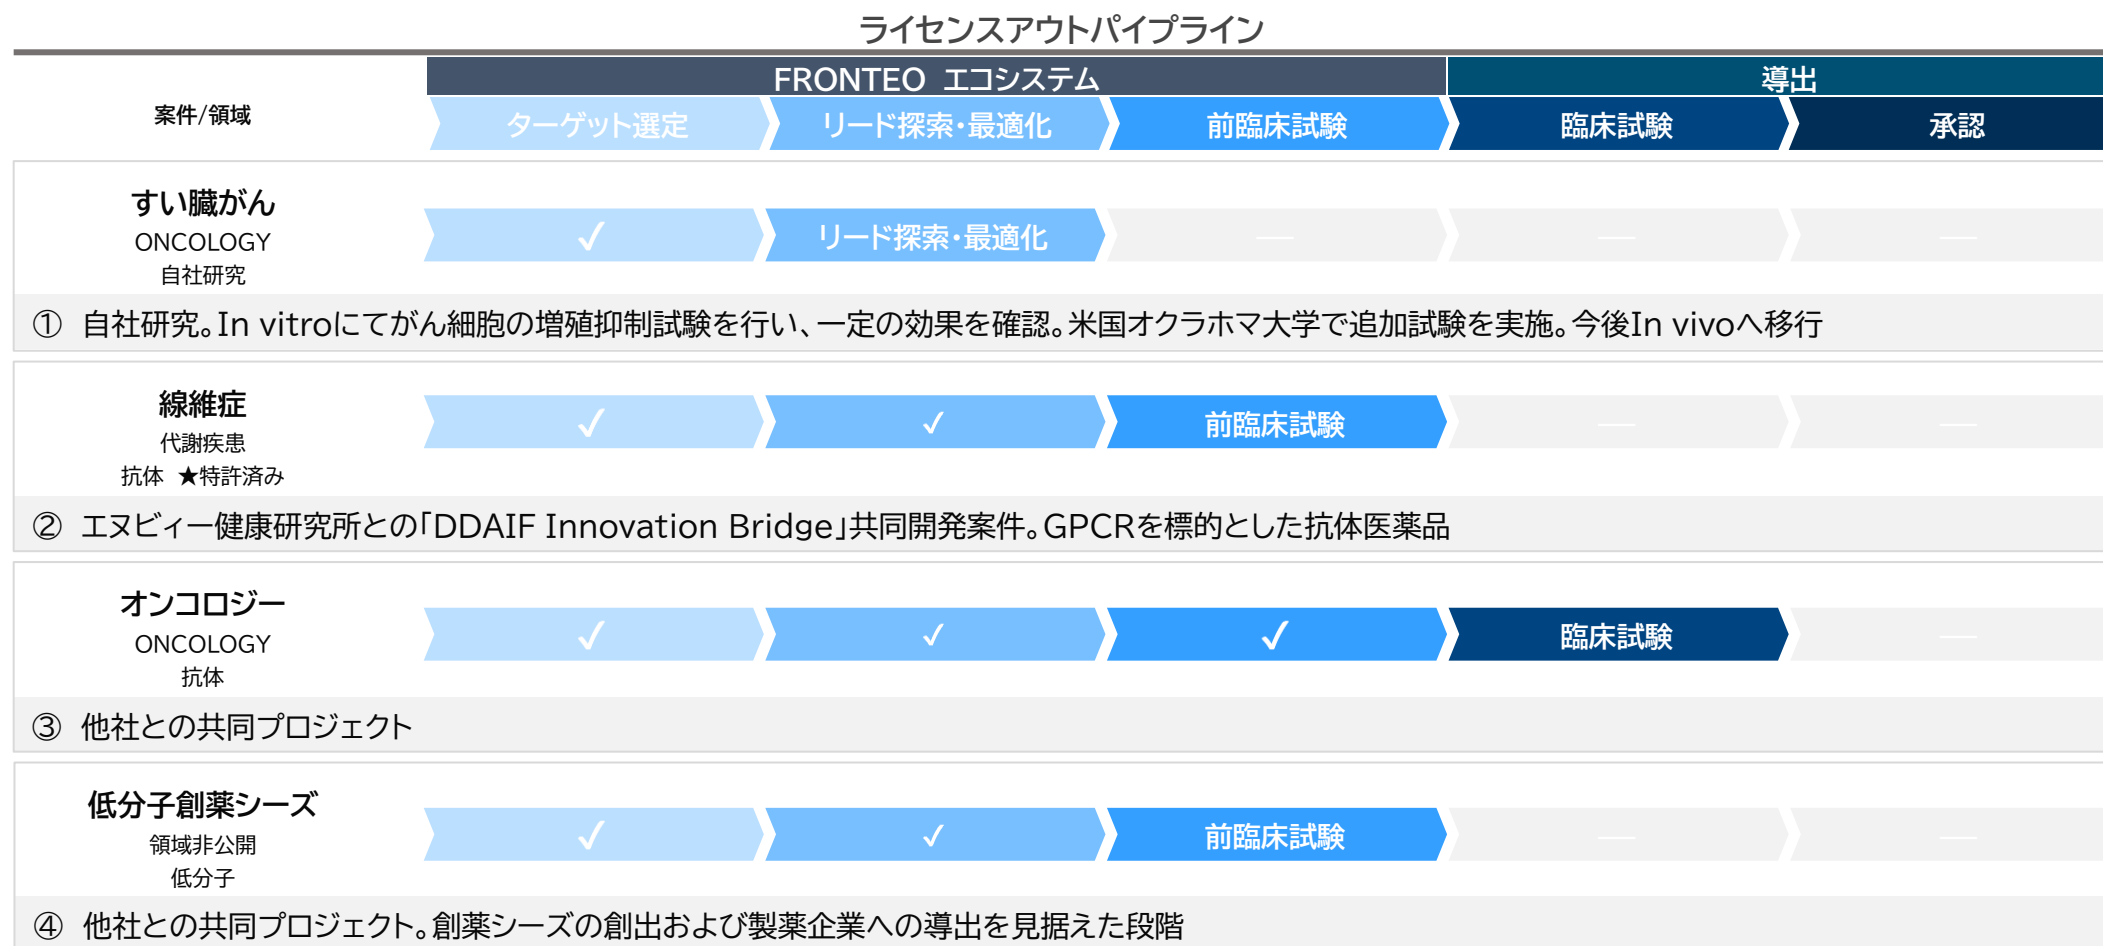 ライセンスアウトパイプライン
FRONTEO エコシステム
導出
案件/領域
ターゲット選定
リード探索・最適化
前臨床試験
臨床試験
承認
すい臓がん
ONCOLOGY
自社研究
✓
リード探索・最適化
—
—
—
① 自社研究。In vitroにてがん細胞の増殖抑制試験を行い、一定の効果を確認。米国オクラホマ大学で追加試験を実施。今後In vivoへ移行
線維症
代謝疾患
抗体 ★特許済み
✓
✓
前臨床試験
—
—
② エヌビィー健康研究所との「DDAIF Innovation Bridge」共同開発案件。GPCRを標的とした抗体医薬品
オンコロジー
ONCOLOGY
抗体
✓
✓
✓
臨床試験
—
③ 他社との共同プロジェクト
低分子創薬シーズ
領域非公開
低分子
✓
✓
前臨床試験
—
—
④ 他社との共同プロジェクト。創薬シーズの創出および製薬企業への導出を見据えた段階